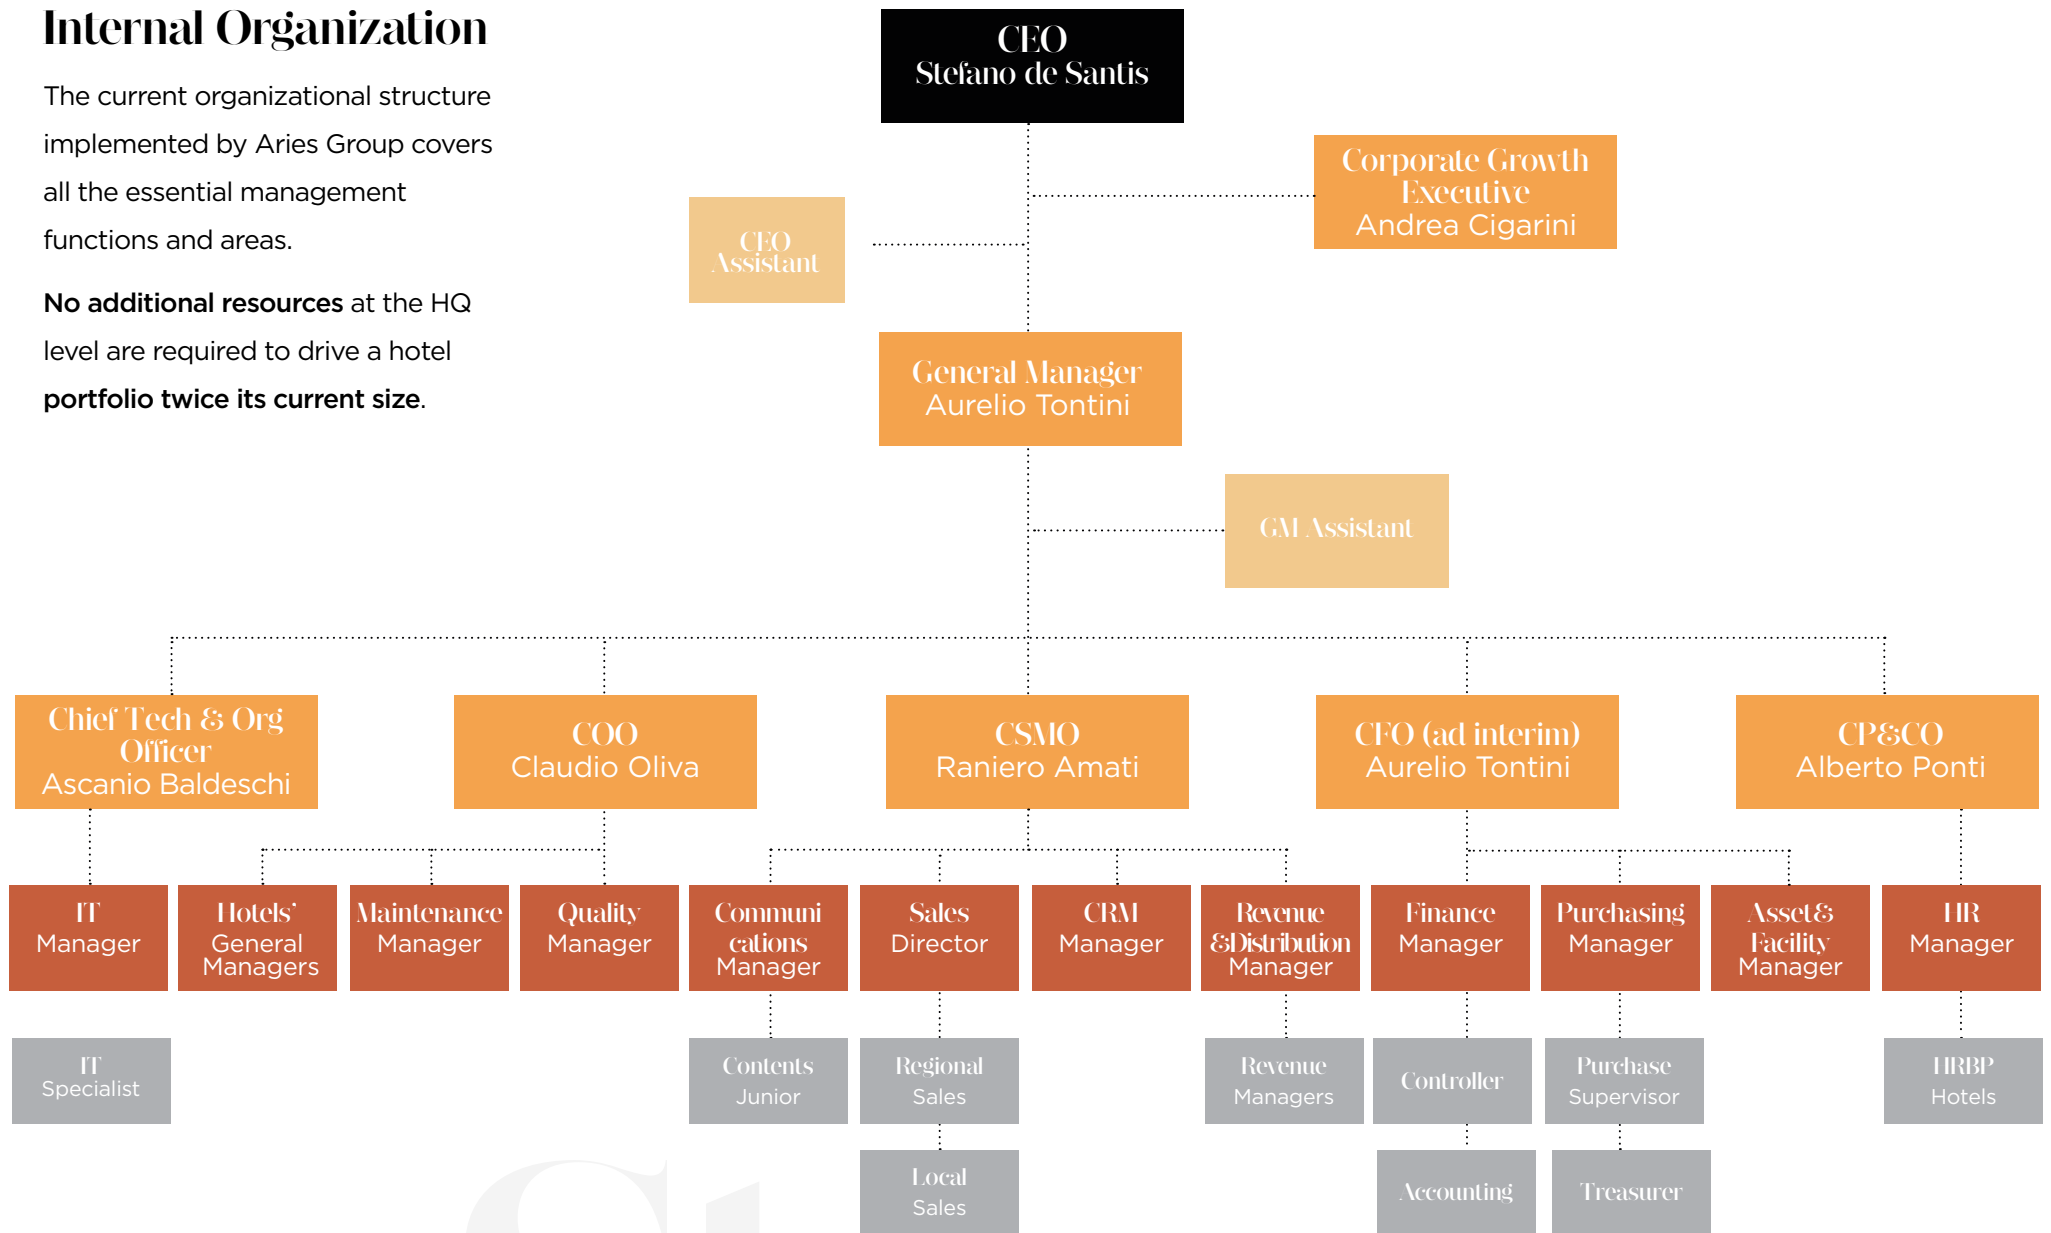 Internal Organization
The current organizational structure
implemented by Aries Group covers
all the essential management
functions and areas.
No additional resources at the HQ
level are required to drive a hotel
portfolio twice its current size.
CEO
Stefano de Santis
Corporate Growth
Executive
Andrea Cigarini
CEO
Assistant
General Manager
Aurelio Tontini
GM Assistant
Chief Tech & Org
Officer
Ascanio Baldeschi
COO
Claudio Oliva
CSMO
Raniero Amati
CFO (ad interim)
Aurelio Tontini
CP&CO
Alberto Ponti
IT
Manager
Hotels'
General
Managers
Maintenance
Manager
Quality
Manager
Communi
cations
Manager
Sales
Director
CRM
Manager
Revenue
&Distribution
Manager
Finance
Manager
Purchasing
Manager
Asset&
Facility
Manager
HR
Manager
IT
Specialist
Contents
Junior
Regional
Sales
Revenue
Managers
Controller
Purchase
Supervisor
HRBP
Hotels
Local
Sales
Accounting
Treasurer
St